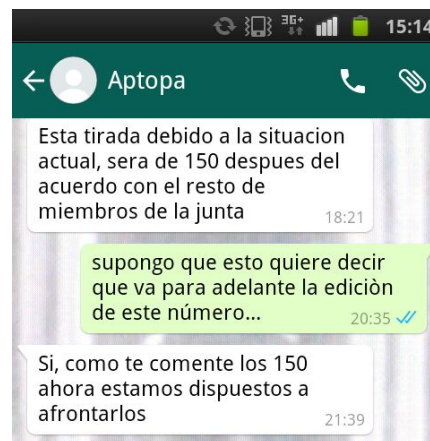 3G+ 15:14
Aptopa
Esta tirada debido a la situacion
actual, sera de 150 despues del
acuerdo con el resto de
miembros de la junta 18:21
supongo que esto quiere decir
que va para adelante la ediciòn
de este número... 20:35
Si, como te comente los 150
ahora estamos dispuestos a
afrontarlos 21:39